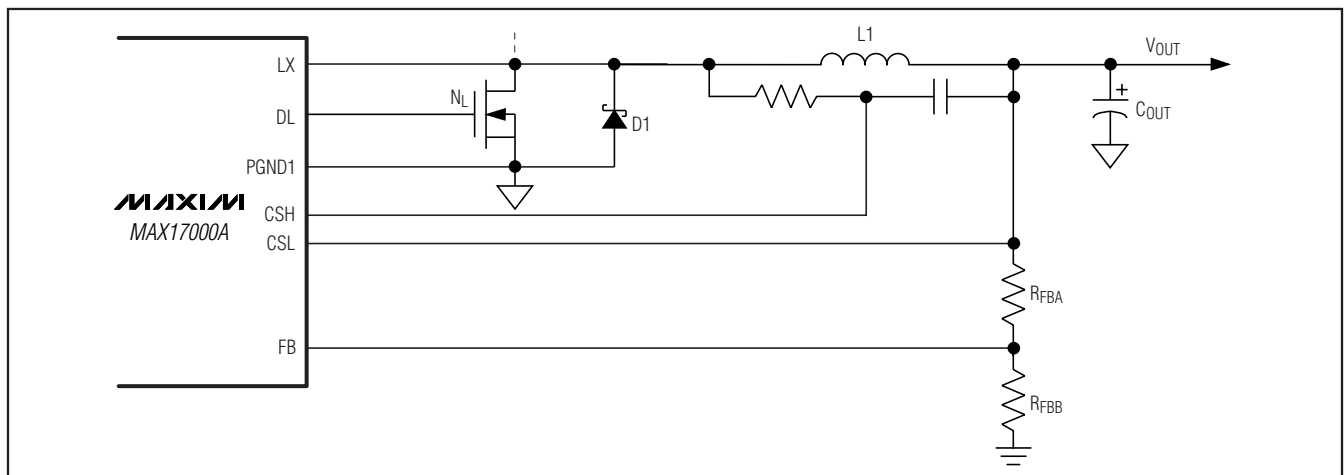 L1
VOUT
LX
NL
DL
D1
+
COUT
PGND1
MAXIM
MAX17000A
CSH
CSL
RFBA
FB
RFBB